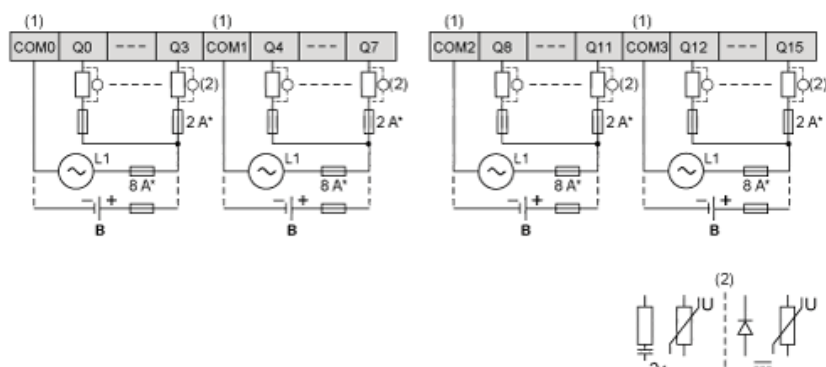 (1) (1) (1) (1)
COM0 Q0 --- Q3 COM1 Q4 --- Q7 COM2 Q8 --- Q11 COM3 Q12 --- Q15
(2) (2) (2) (2)
2 A* 2 A* 2 A* 2 A*
L1 L1 L1 L1
8 A* 8 A* 8 A* 8 A*
− + − + − + − +
B B B B
(2)
U U